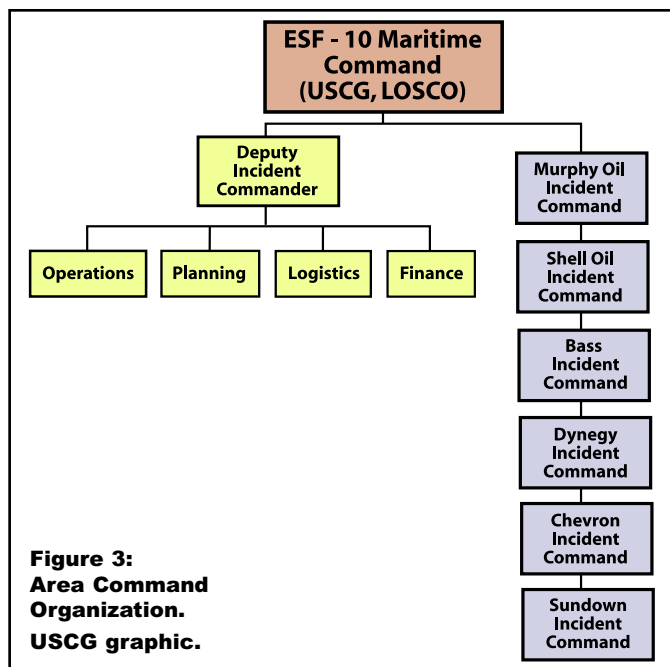 ESF - 10 Maritime
Command
(USCG, LOSCO)
Deputy
Incident
Commander
Operations
Planning
Logistics
Finance
Murphy Oil
Incident
Command
Shell Oil
Incident
Command
Bass
Incident
Command
Dynegy
Incident
Command
Chevron
Incident
Command
Sundown
Incident
Command
Figure 3:
Area Command
Organization.
USCG graphic.